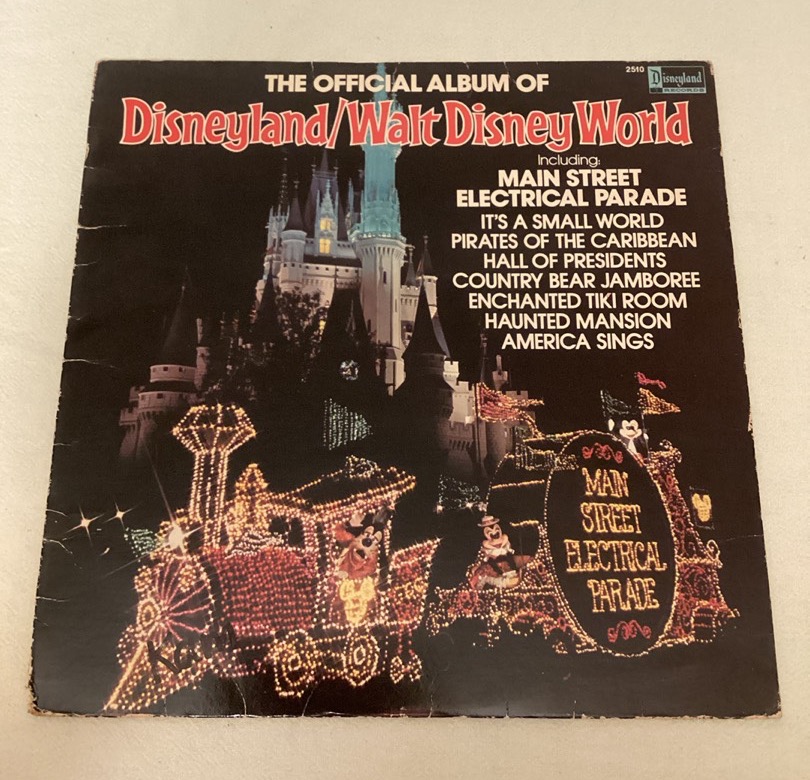 2510
Disneyland
RECORDS
THE OFFICIAL ALBUM OF
Disneyland/Walt Disney World
Including:
MAIN STREET
ELECTRICAL PARADE
IT'S A SMALL WORLD
PIRATES OF THE CARIBBEAN
HALL OF PRESIDENTS
COUNTRY BEAR JAMBOREE
ENCHANTED TIKI ROOM
HAUNTED MANSION
AMERICA SINGS
MAIN
STREET
ELECTRICAL
PARADE